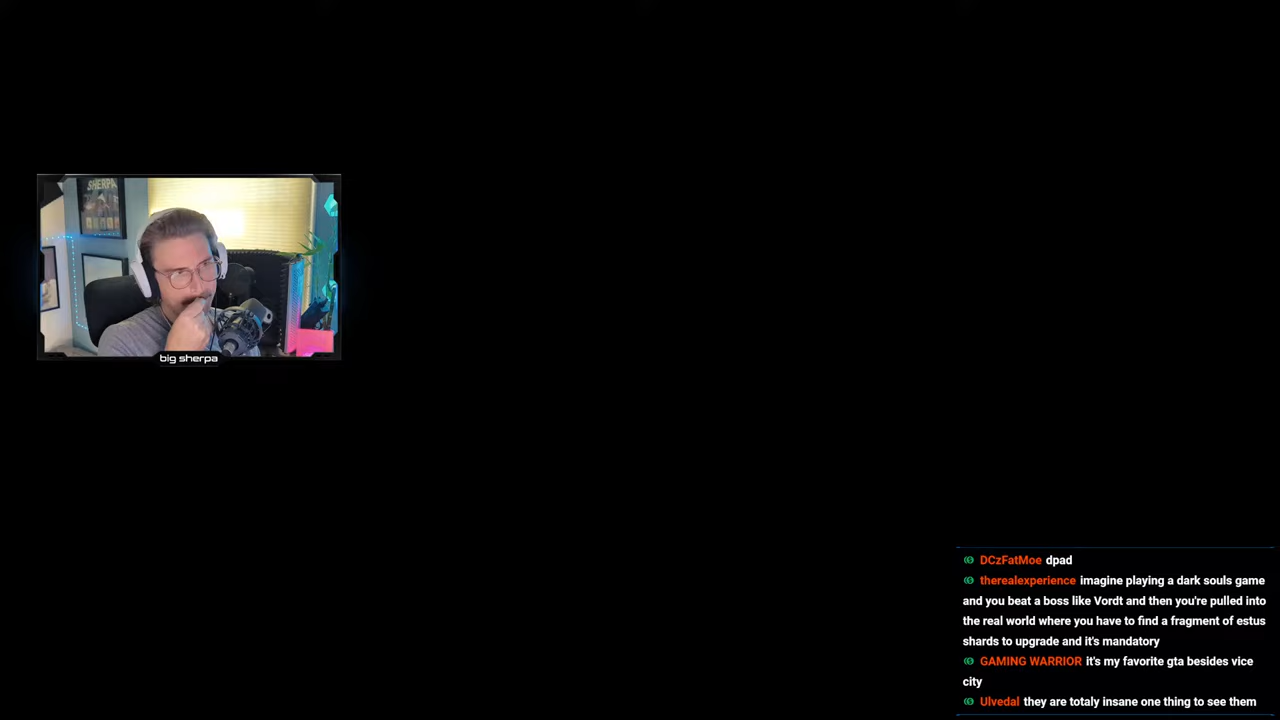 SHERPA
big sherpa
DCzFatMoe dpad
therealexperience imagine playing a dark souls game
and you beat a boss like Vordt and then you're pulled into
the real world where you have to find a fragment of estus
shards to upgrade and it's mandatory
GAMING WARRIOR it's my favorite gta besides vice
city
Ulvedal they are totaly insane one thing to see them